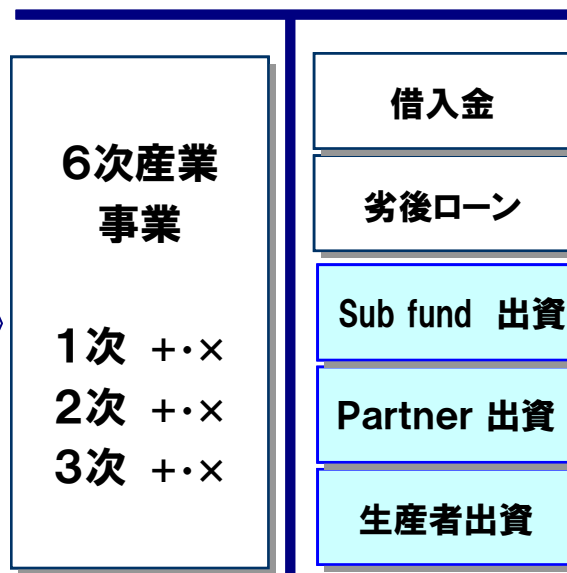 6次産業
事業
1次 +・×
2次 +・×
3次 +・×
借入金
劣後ローン
Sub fund 出資
Partner 出資
生産者出資